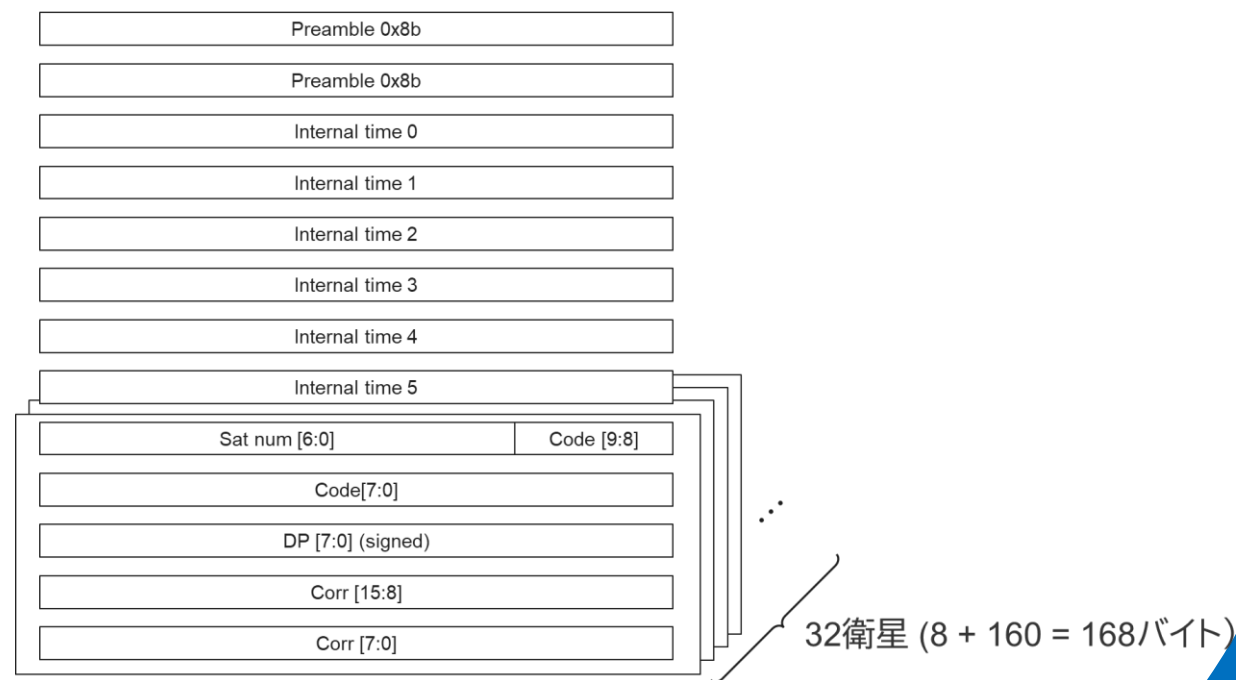 Preamble 0x8b
Preamble 0x8b
Internal time 0
Internal time 1
Internal time 2
Internal time 3
Internal time 4
Internal time 5
Sat num [6:0] Code [9:8]
Code[7:0]
DP [7:0] (signed)
Corr [15:8]
Corr [7:0]
...
32衛星 (8 + 160 = 168バイト)